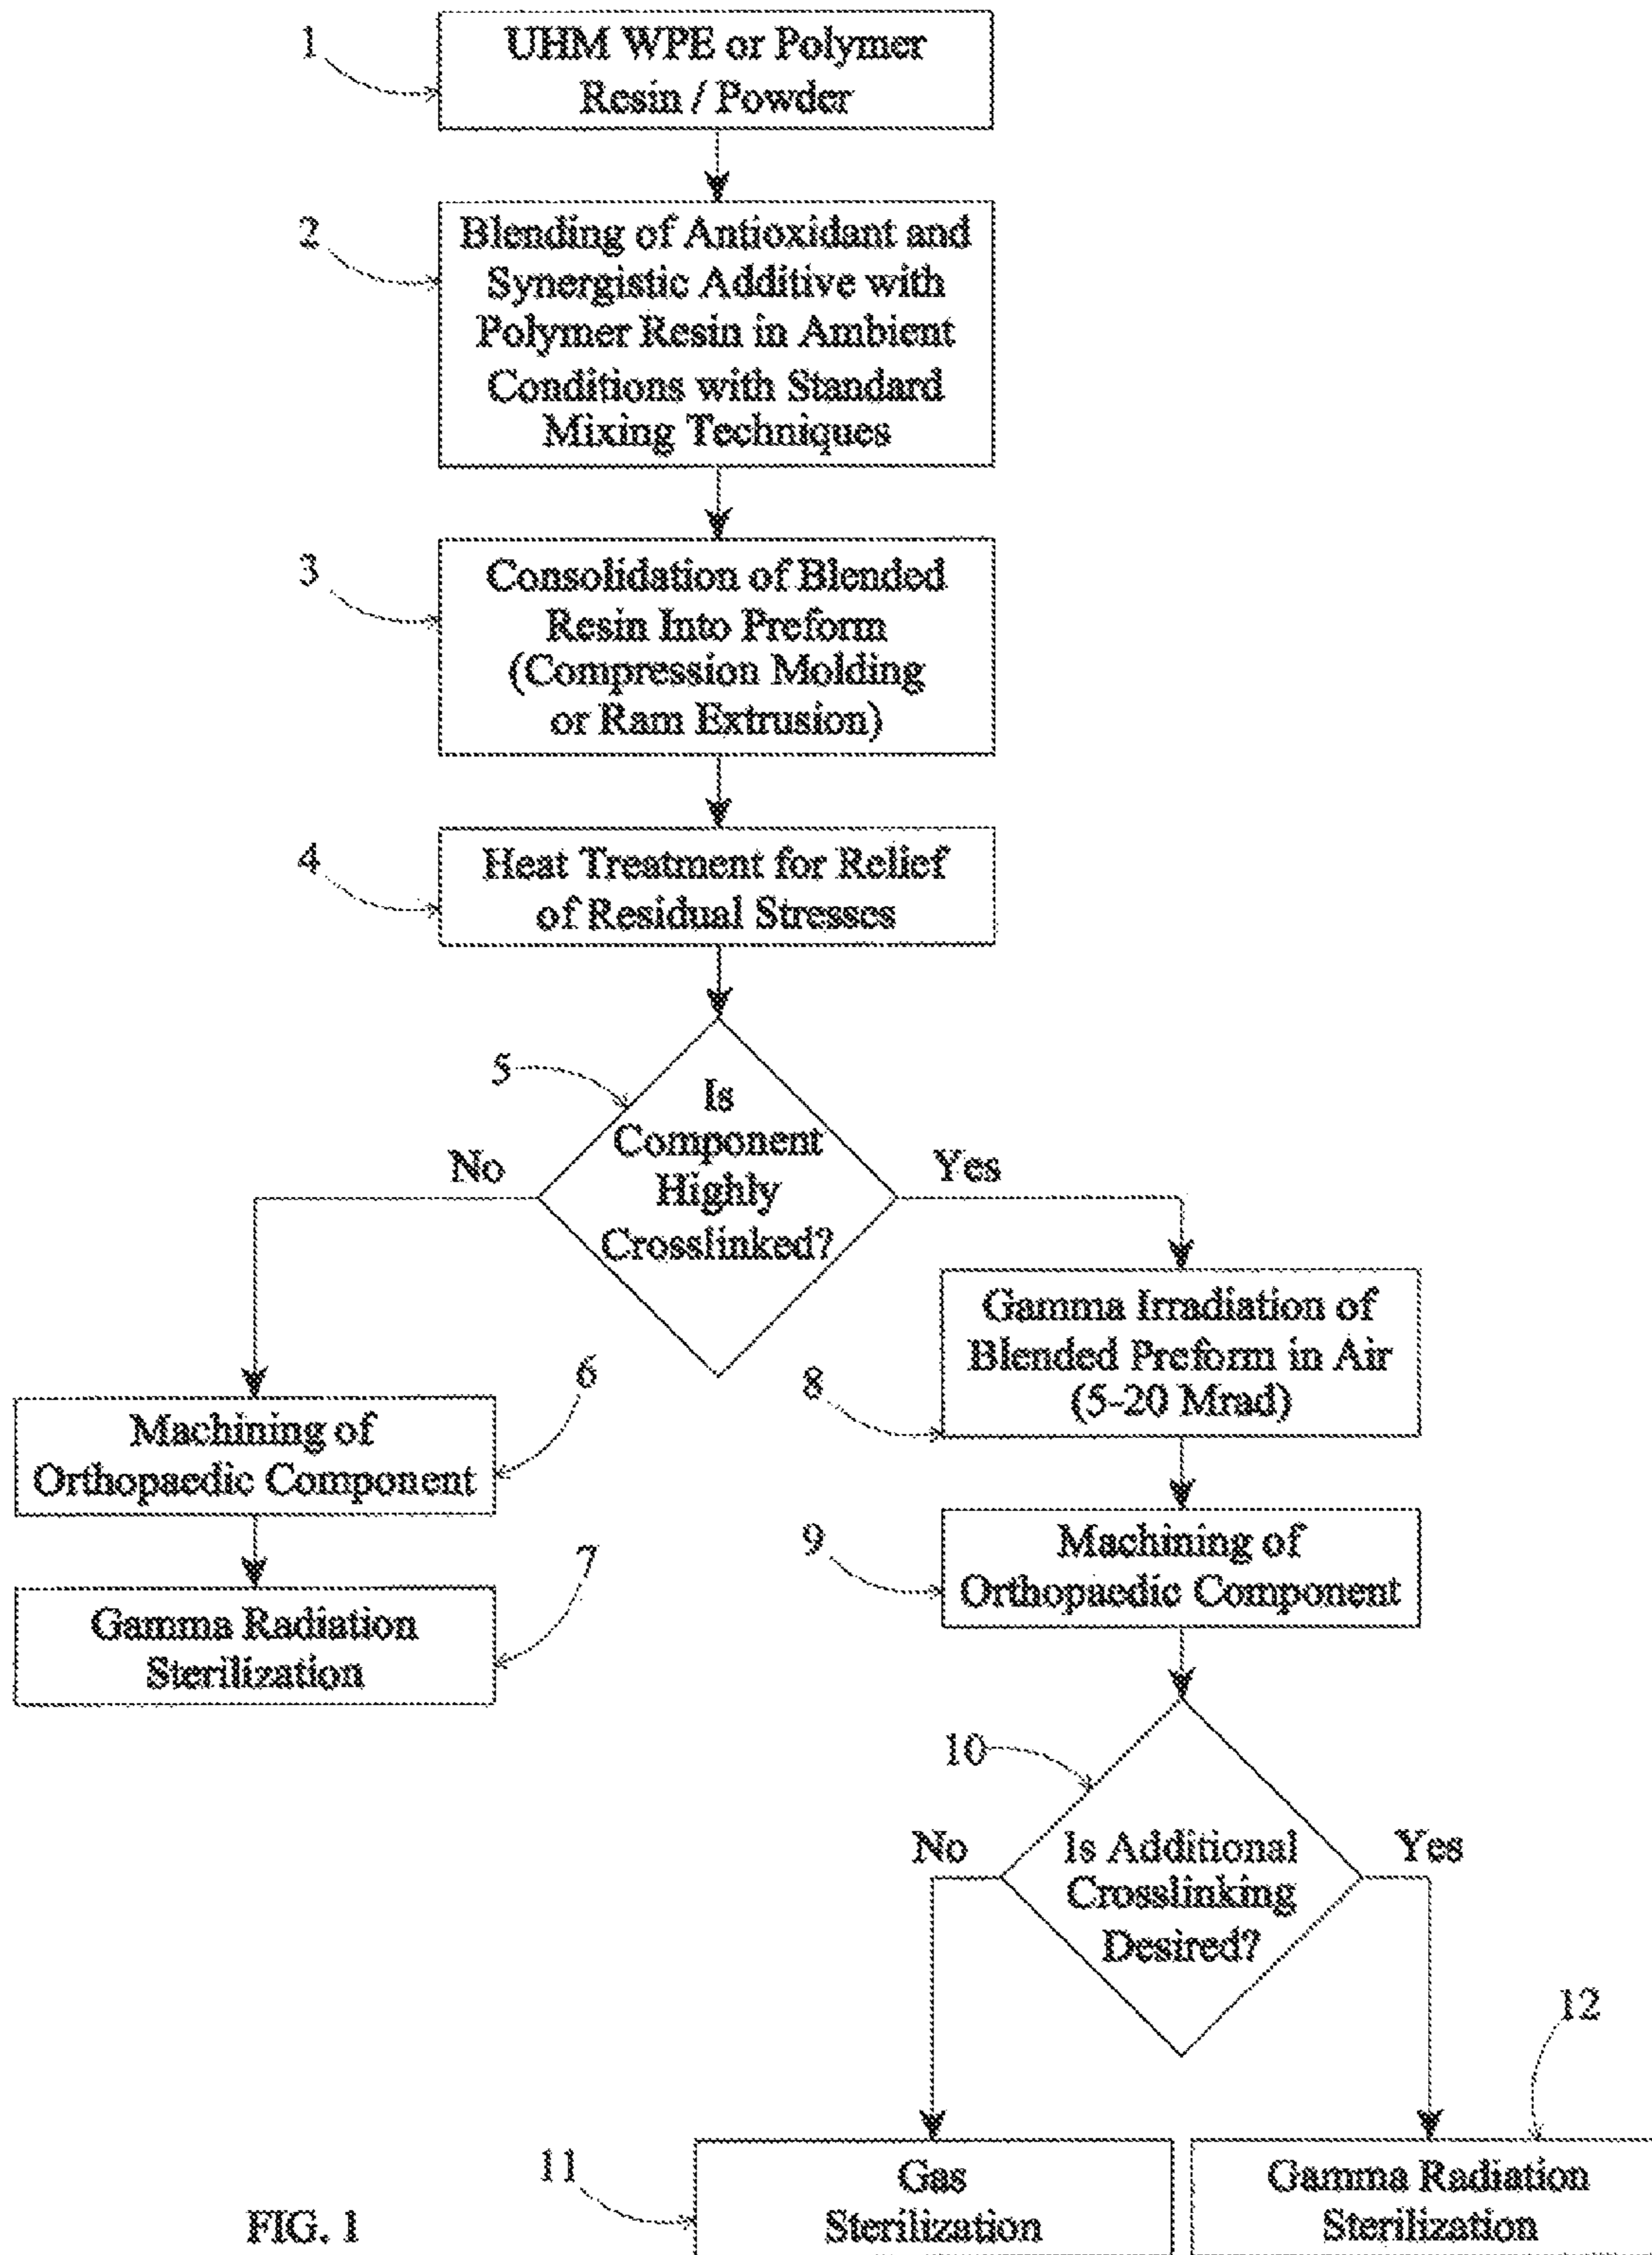 1
UHM WPE or Polymer
Resin / Powder
2
Blending of Antioxidant and
Synergistic Additive with
Polymer Resin in Ambient
Conditions with Standard
Mixing Techniques
3
Consolidation of Blended
Resin Into Preform
(Compression Molding
or Ram Extrusion)
4
Heat Treatment for Relief
of Residual Stresses
5
Is
Component
Highly
Crosslinked?
No
Yes
6
Machining of
Orthopaedic Component
7
Gamma Radiation
Sterilization
8
Gamma Irradiation of
Blended Preform in Air
(5-20 Mrad)
9
Machining of
Orthopaedic Component
10
Is Additional
Crosslinking
Desired?
No
Yes
11
Gas
Sterilization
12
Gamma Radiation
Sterilization
FIG. 1